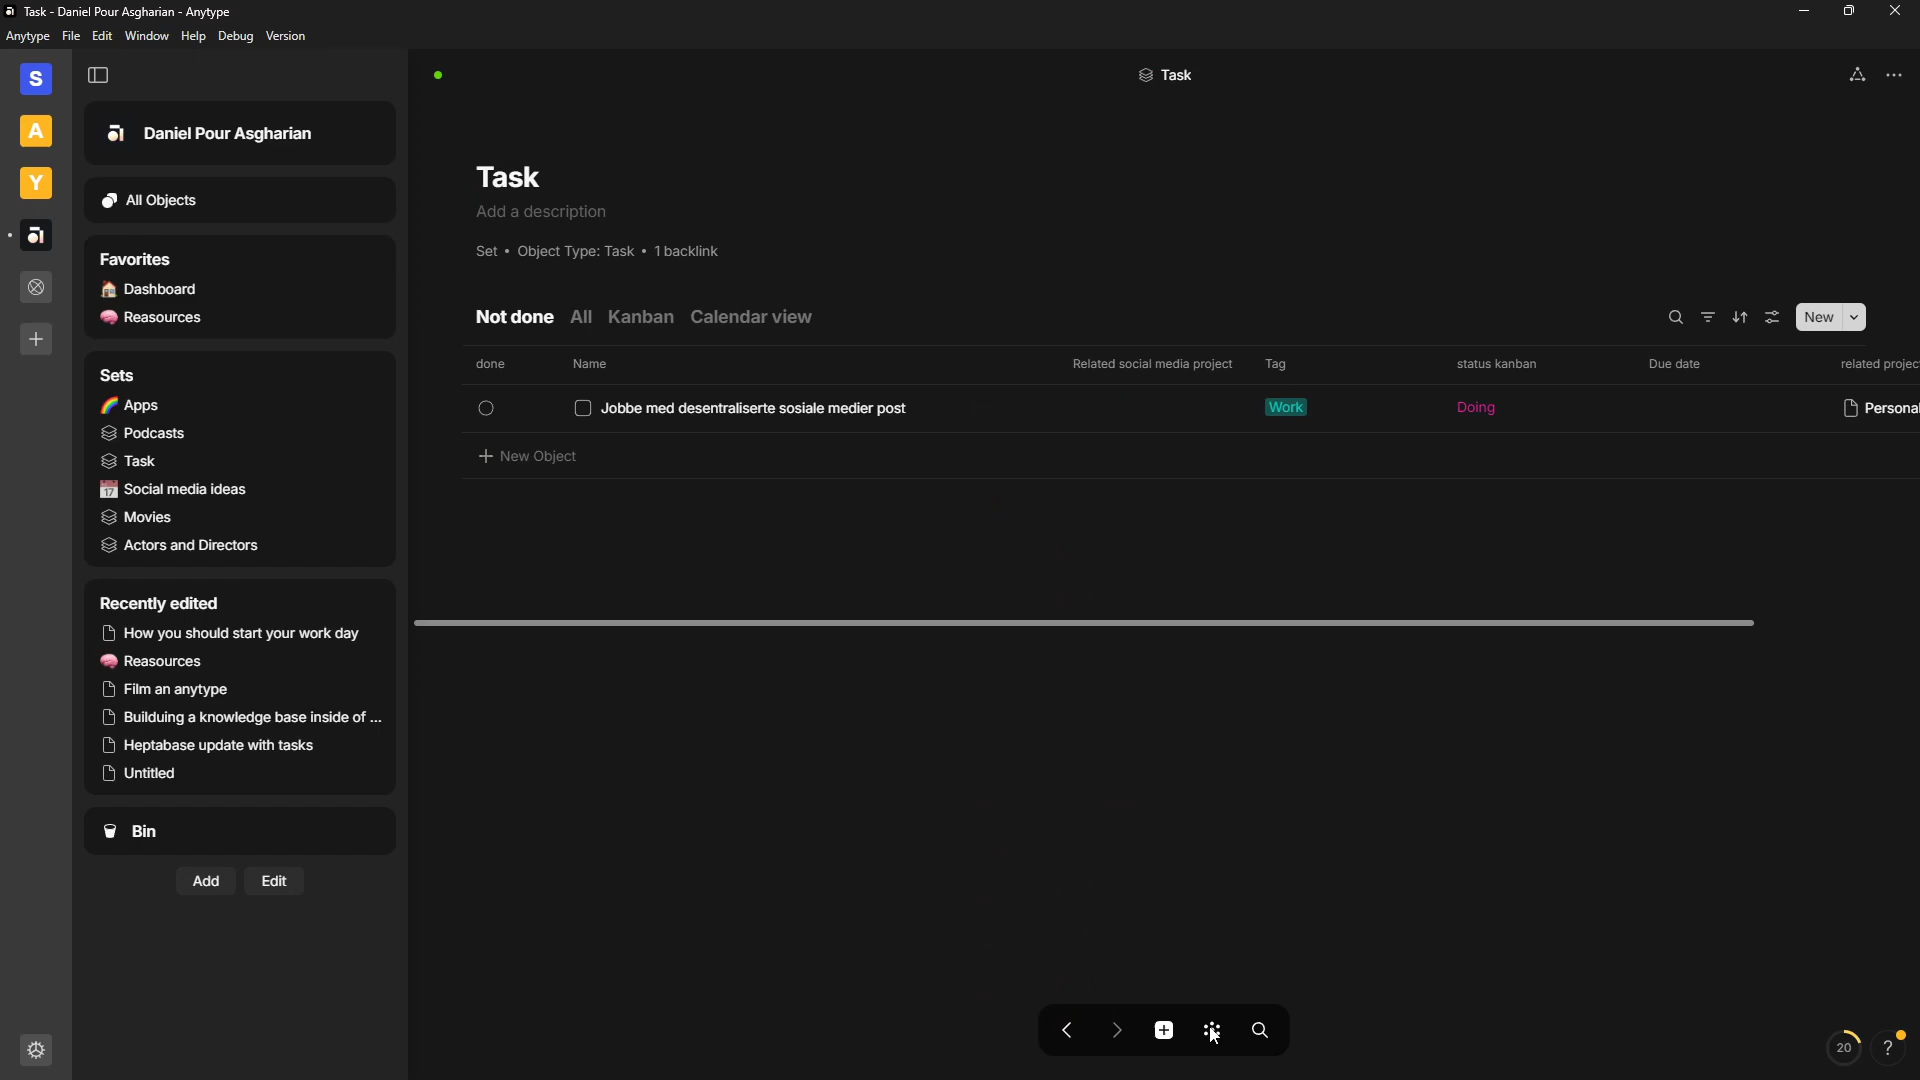 Task - Daniel Pour Asgharian - Anytype
Anytype File Edit Window Help Debug Version
S
A
Y
Daniel Pour Asgharian
All Objects
Favorites
Dashboard
Reasources
Sets
Apps
Podcasts
Task
17 Social media ideas
Movies
Actors and Directors
Recently edited
How you should start your work day
Reasources
Film an anytype
Builduing a knowledge base inside of ...
Heptabase update with tasks
Untitled
Bin
Add Edit
Task
Task
Add a description
Set • Object Type: Task • 1 backlink
Not done All Kanban Calendar view
New
done Name Related social media project Tag status kanban Due date related projec
Jobbe med desentraliserte sosiale medier post Work Doing Personal
+ New Object
20 ?